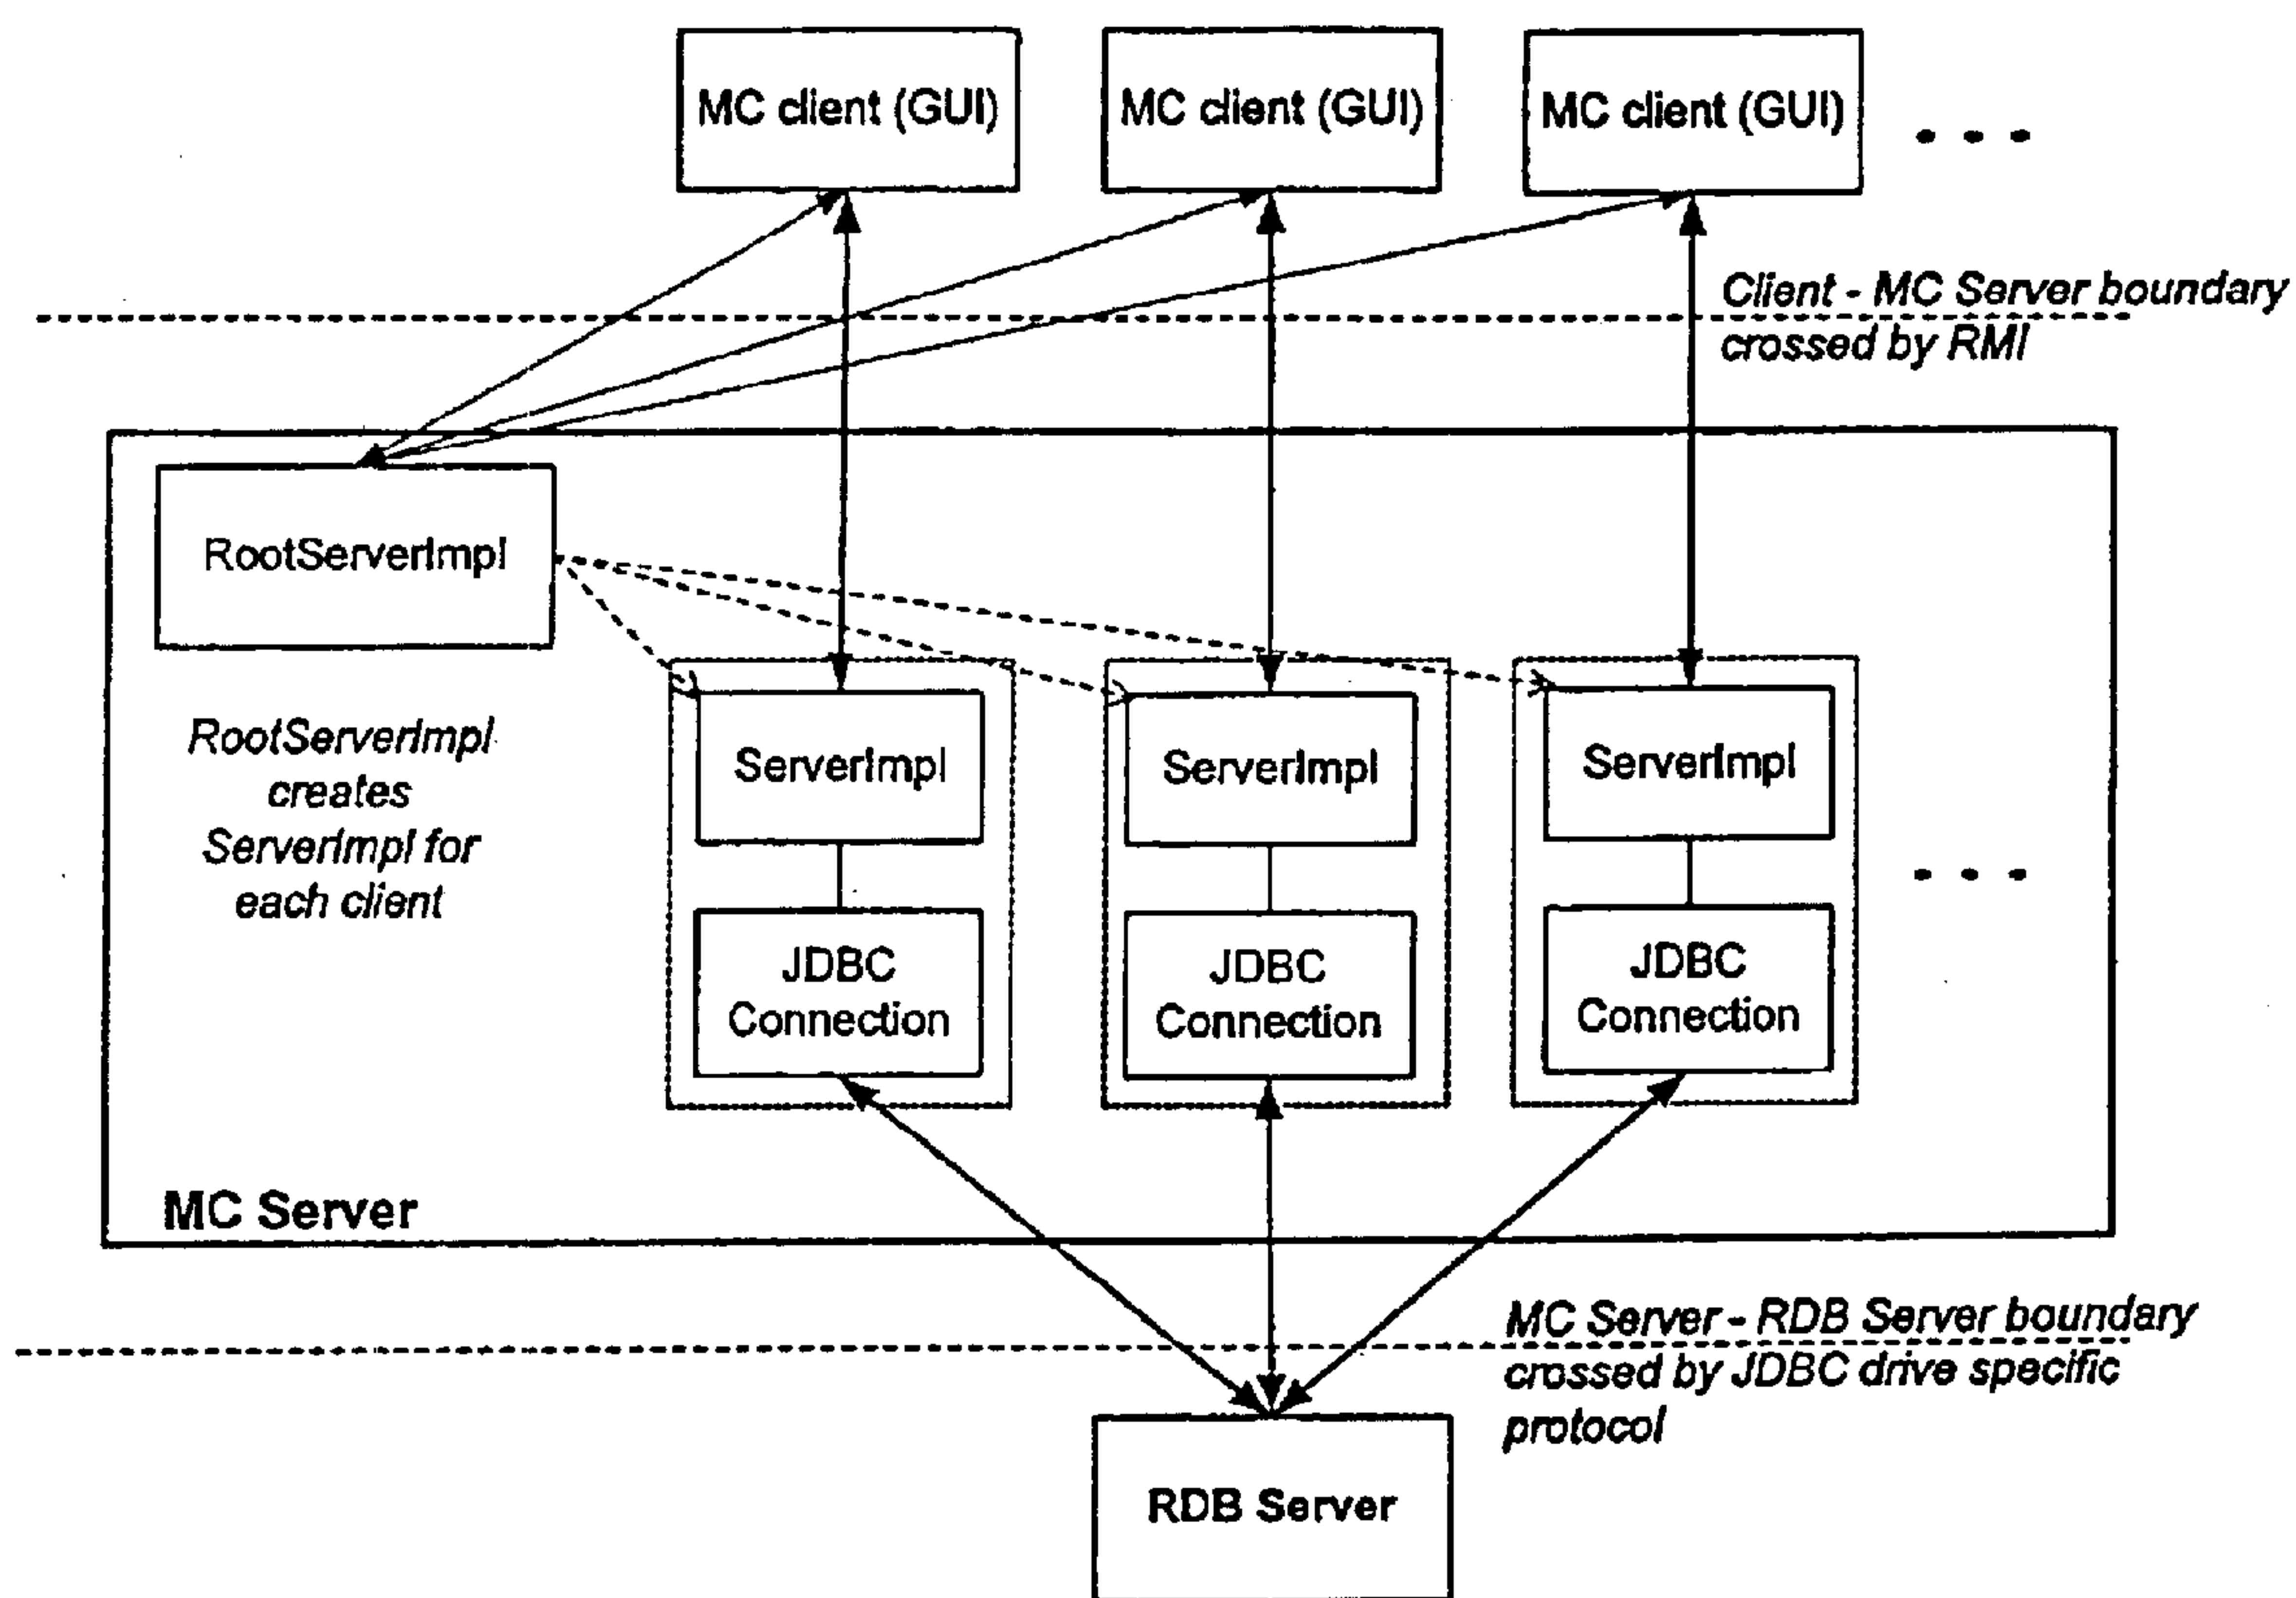 MC client (GUI)
MC client (GUI)
MC client (GUI)
. . .
Client - MC Server boundary
crossed by RMI
RootServerImpl
RootServerImpl
creates
ServerImpl for
each client
ServerImpl
ServerImpl
ServerImpl
. . .
JDBC
Connection
JDBC
Connection
JDBC
Connection
MC Server
MC Server - RDB Server boundary
crossed by JDBC drive specific
protocol
RDB Server